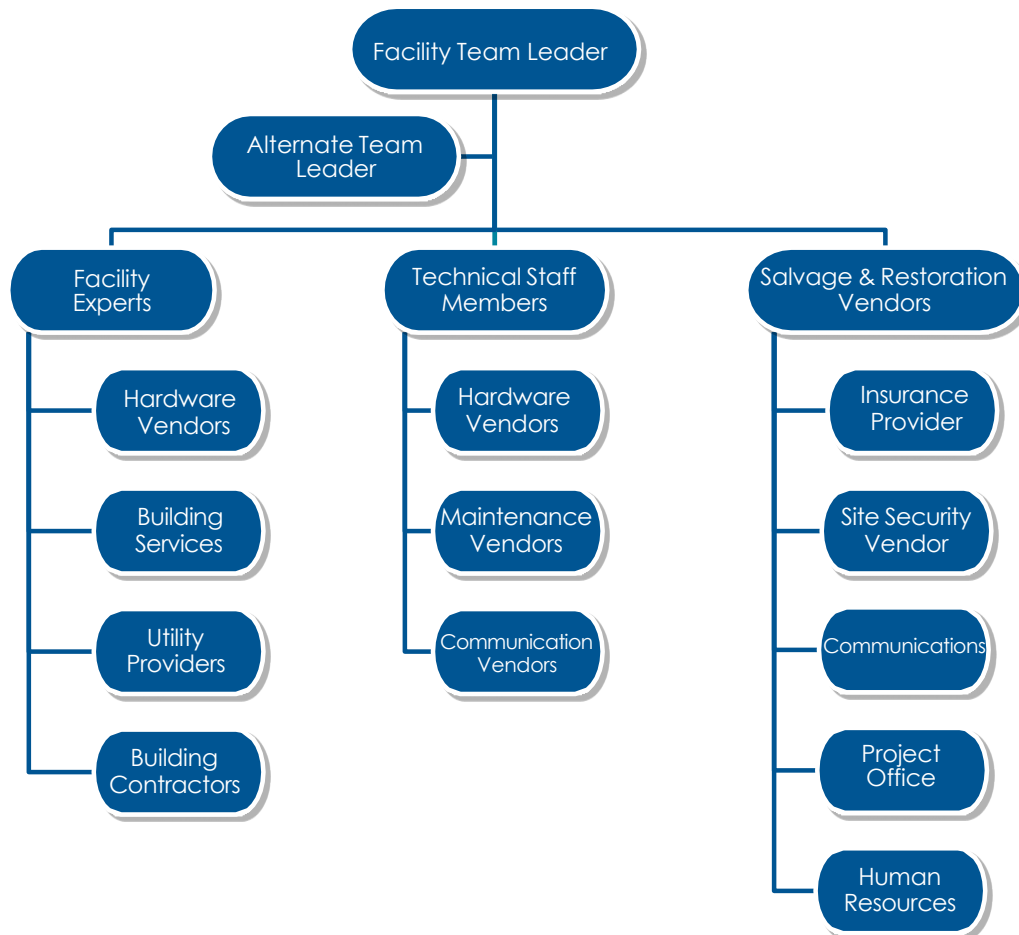 Facility Team Leader
Alternate Team
Leader
Facility
Experts
Hardware
Vendors
Building
Services
Utility
Providers
Building
Contractors
Technical Staff
Members
Hardware
Vendors
Maintenance
Vendors
Communication
Vendors
Salvage & Restoration
Vendors
Insurance
Provider
Site Security
Vendor
Communications
Project
Office
Human
Resources